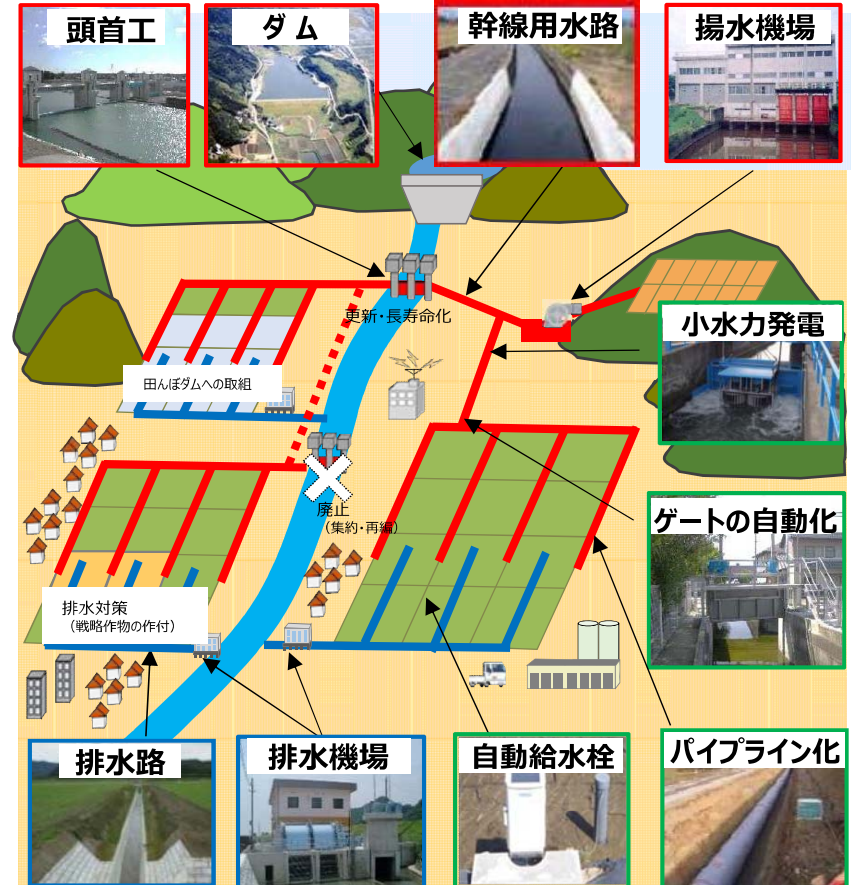 頭首工
ダム
幹線用水路
揚水機場
更新・長寿命化
小水力発電
田んぼダムへの取組
廃止
（集約・再編）
ゲートの自動化
排水対策
（戦略作物の作付）
排水路
排水機場
自動給水栓
パイプライン化